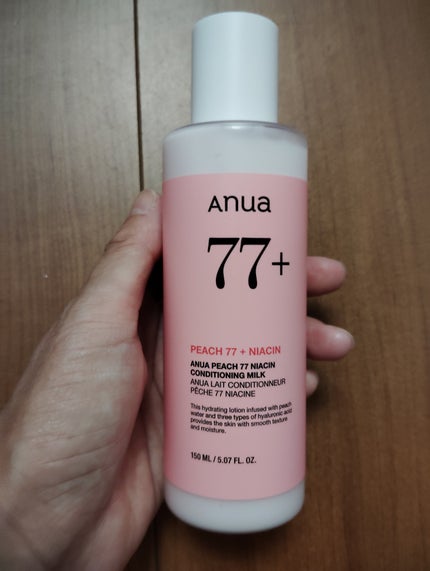 Anua
77+
PEACH 77 + NIACIN
ANUA PEACH 77 NIACIN
CONDITIONING MILK
ANUA LAIT CONDITIONNEUR
PÊCHE 77 NIACINE
This hydrating lotion infused with peach
water and three types of hyaluronic acid
provides the skin with smooth texture
and moisture.
150 ML / 5.07 FL. OZ.